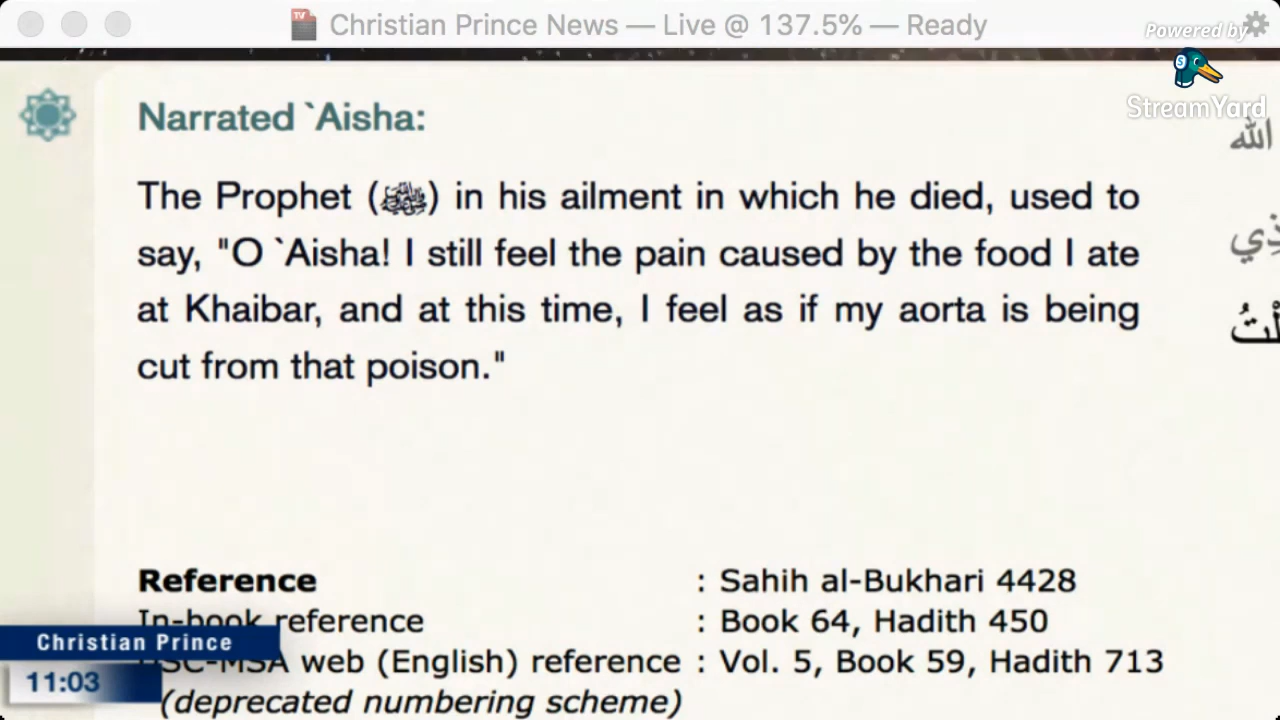 Christian Prince News — Live @ 137.5% — Ready
Powered by
StreamYard
Narrated `Aisha:
الله
The Prophet (ﷺ) in his ailment in which he died, used to
say, "O `Aisha! I still feel the pain caused by the food I ate
at Khaibar, and at this time, I feel as if my aorta is being
cut from that poison."
Reference : Sahih al-Bukhari 4428
In-book reference : Book 64, Hadith 450
USC-MSA web (English) reference : Vol. 5, Book 59, Hadith 713
(deprecated numbering scheme)
Christian Prince
11:03